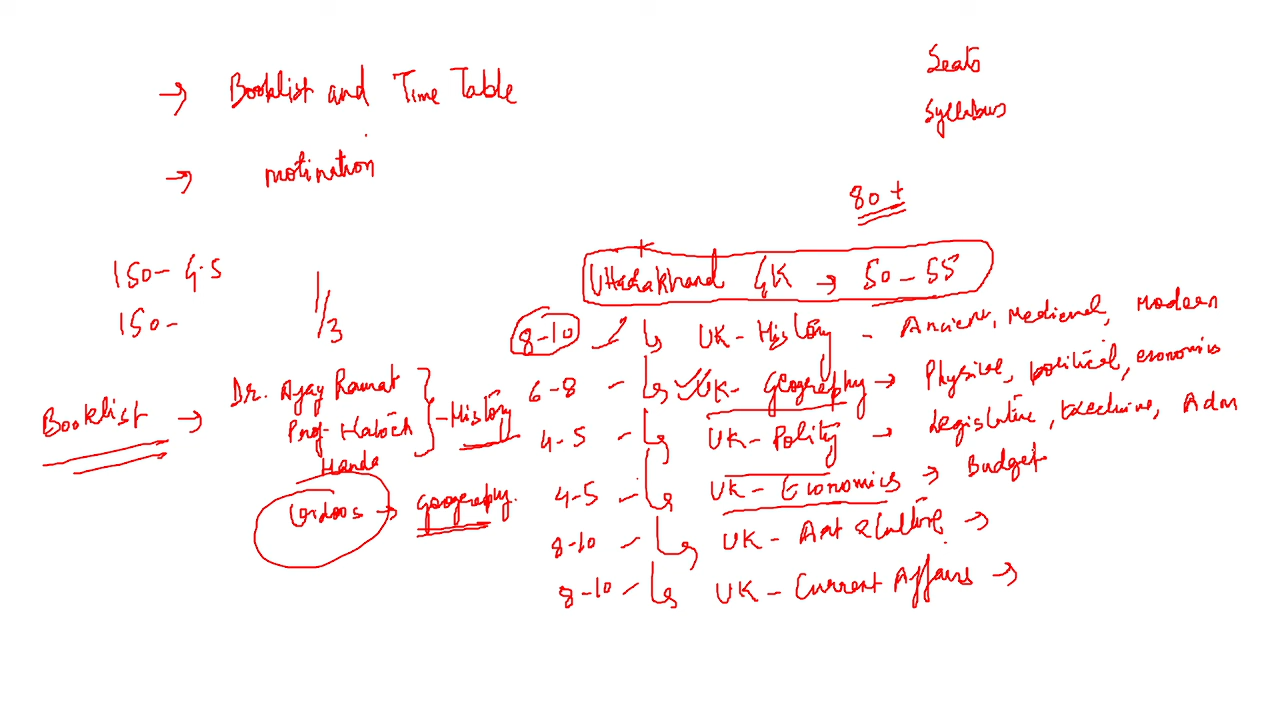 Seats
→ Booklist and Time Table
Syllabus
→ motivation
80 +
150 - 4.5
Uttarakhand GK → 50 - 55
150 -
1/3
8-10 - UK - History - Ancient, Medieval, Modern
Dr. Ajay Rawat
6-8 - UK - Geography → Physical, political, economics
Booklist →
Prof - - History
4-5 - UK - Polity → Legislative, Executive, Adm
Handa
4-5 - UK - Economics → Budget
→ Geography.
8-10 - UK - Art & Culture →
8-10 - UK - Current Affairs →